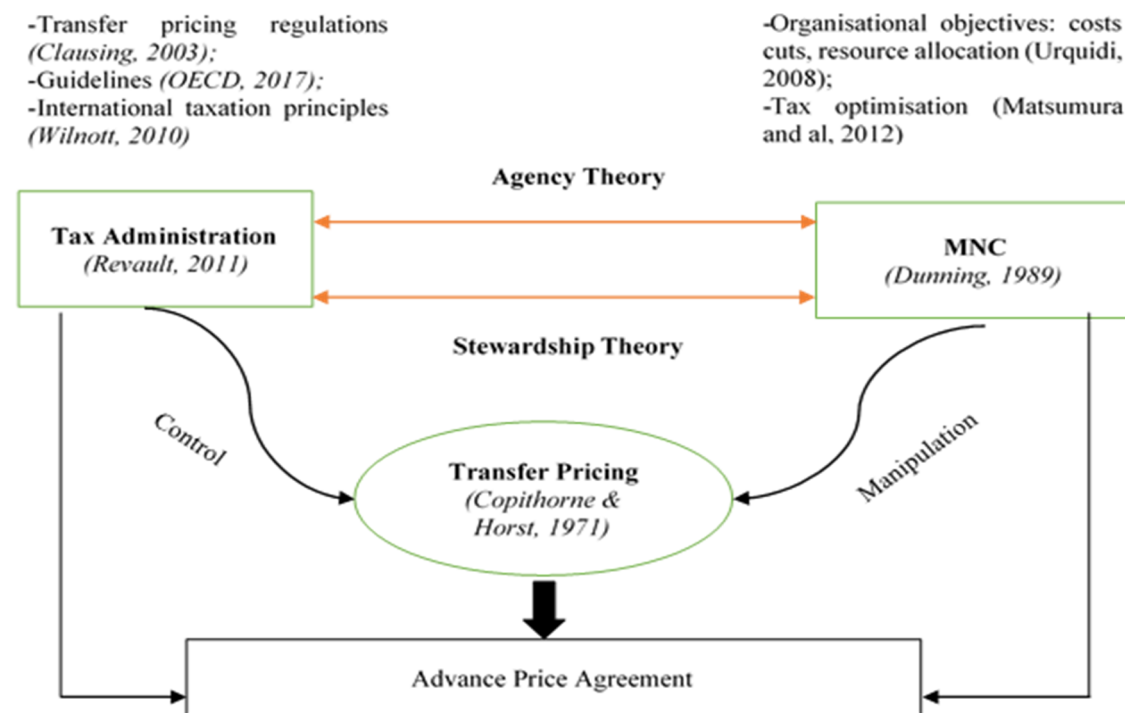 -Transfer pricing regulations
(Clausing, 2003);
-Guidelines (OECD, 2017);
-International taxation principles
(Wilnott, 2010)
-Organisational objectives: costs
cuts, resource allocation (Urquidi,
2008);
-Tax optimisation (Matsumura
and al, 2012)
Agency Theory
Tax Administration
(Revault, 2011)
MNC
(Dunning, 1989)
Stewardship Theory
Control
Manipulation
Transfer Pricing
(Copithorne &
Horst, 1971)
Advance Price Agreement